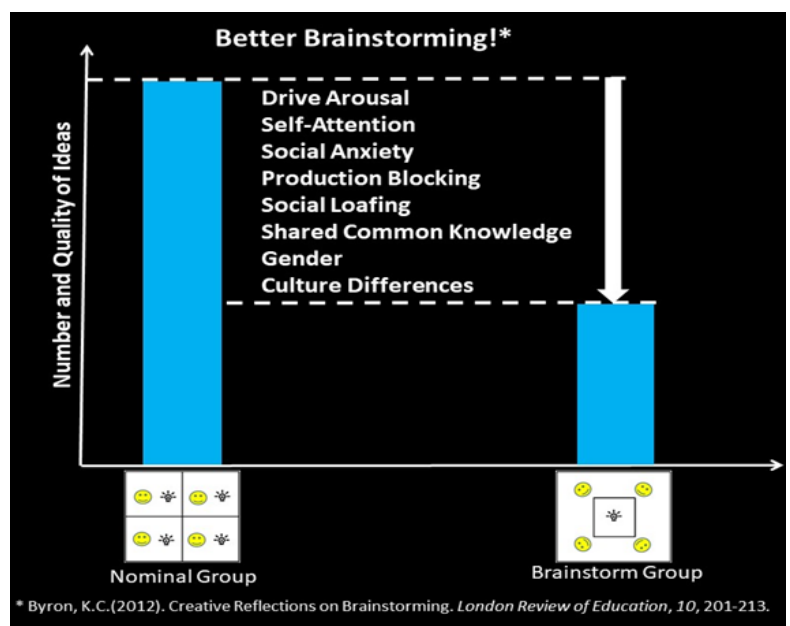 Better Brainstorming!*
Number and Quality of Ideas
Drive Arousal
Self-Attention
Social Anxiety
Production Blocking
Social Loafing
Shared Common Knowledge
Gender
Culture Differences
Nominal Group
Brainstorm Group
* Byron, K.C.(2012). Creative Reflections on Brainstorming. London Review of Education, 10, 201-213.